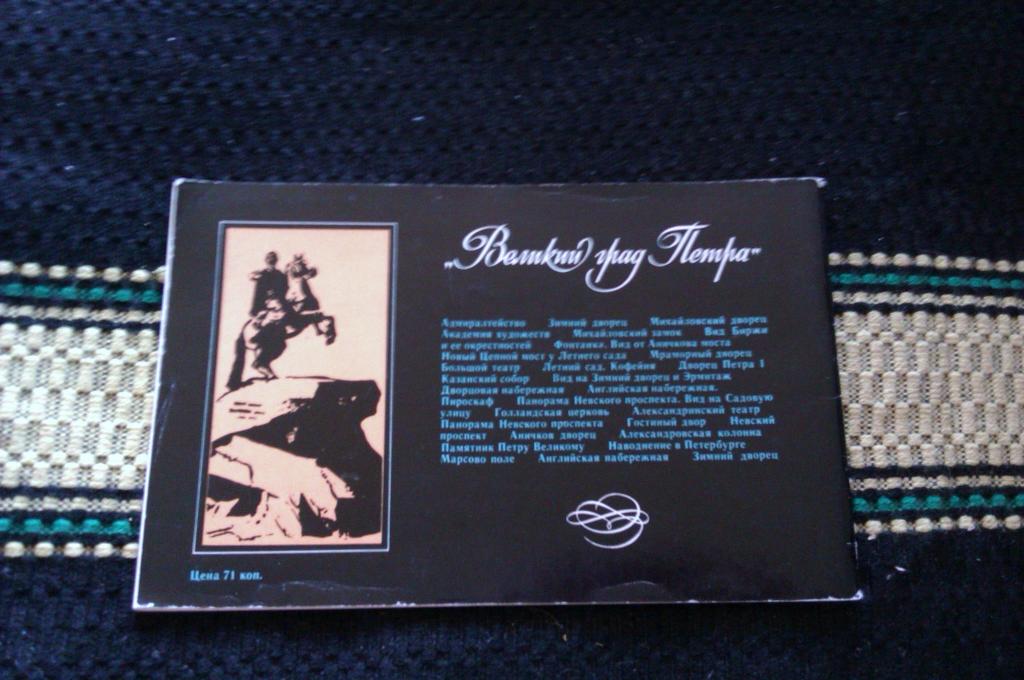 „Великий град Петра"
Адмиралтейство Зимний дворец Михайловский дворец
Академия художеств Михайловский замок Вид Биржи
и ее окрестностей Фонтанка. Вид от Аничкова моста
Новый Цепной мост у Летнего сада Мраморный дворец
Большой театр Летний сад. Кофейня Дворец Петра I
Казанский собор Вид на Зимний дворец и Эрмитаж
Дворцовая набережная Английская набережная.
Пироскаф Панорама Невского проспекта. Вид на Садовую
улицу Голландская церковь Александринский театр
Панорама Невского проспекта Гостиный двор Невский
проспект Аничков дворец Александровская колонна
Памятник Петру Великому Наводнение в Петербурге
Марсово поле Английская набережная Зимний дворец
Цена 71 коп.